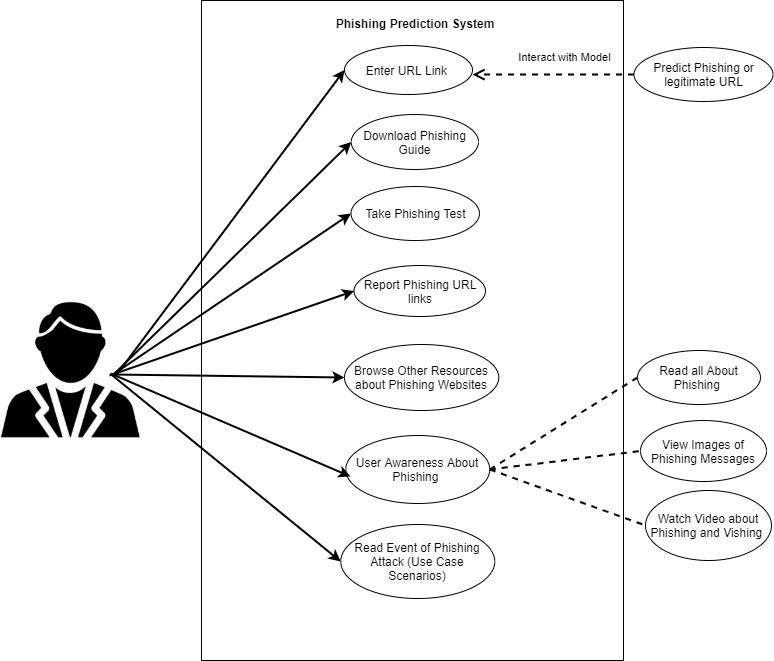 Phishing Prediction System
Interact with Model
Enter URL Link
Predict Phishing or
legitimate URL
Download Phishing
Guide
Take Phishing Test
Report Phishing URL
links
Browse Other Resources
about Phishing Websites
Read all About
Phishing
User Awareness About
Phishing
View Images of
Phishing Messages
Watch Video about
Phishing and Vishing
Read Event of Phishing
Attack (Use Case
Scenarios)